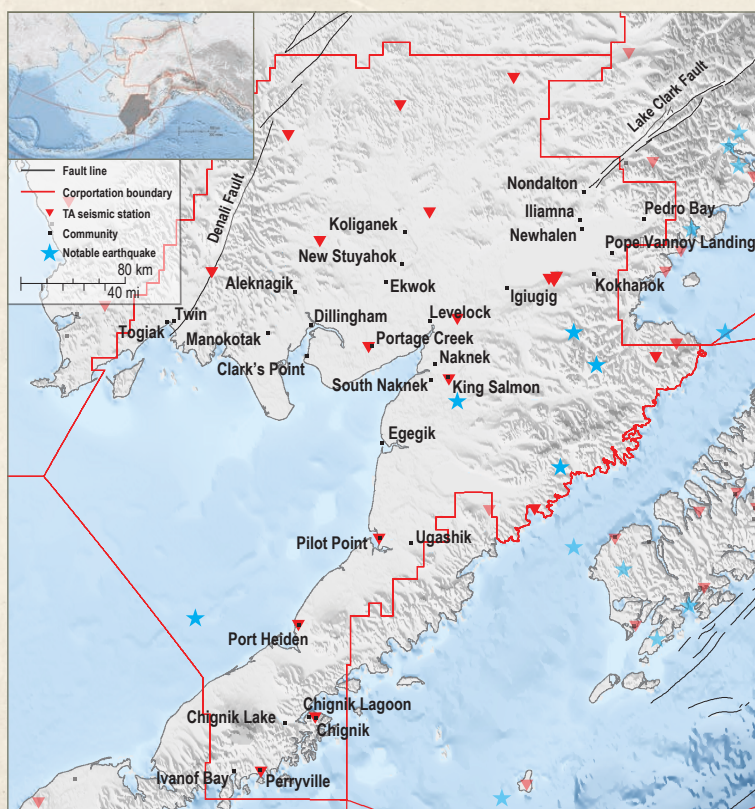 Fault line
Corportation boundary
TA seismic station
Community
Notable earthquake
80 km
40 mi
Denali Fault
Lake Clark Fault
Nondalton
Iliamna
Pedro Bay
Newhalen
Koliganek
Pope Vannoy Landing
New Stuyahok
Kokhanok
Aleknagik
Ekwok
Igiugig
Twin
Dillingham
Levelock
Togiak
Manokotak
Portage Creek
Clark's Point
Naknek
South Naknek
King Salmon
Egegik
Pilot Point
Ugashik
Port Heiden
Chignik Lagoon
Chignik Lake
Chignik
Ivanof Bay
Perryville